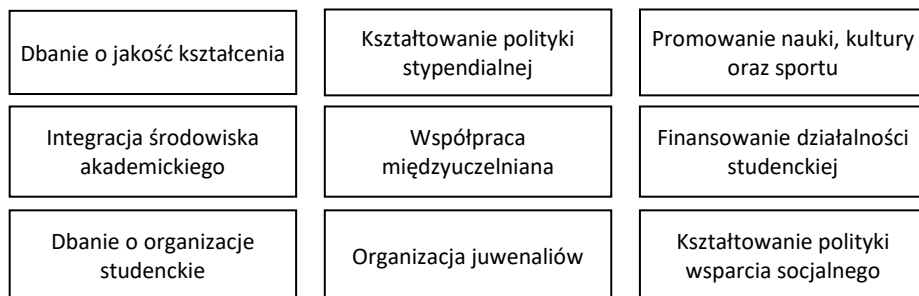 Dbanie o jakość kształcenia
Kształtowanie polityki
stypendialnej
Promowanie nauki, kultury
oraz sportu
Integracja środowiska
akademickiego
Współpraca
międzyuczelniana
Finansowanie działalności
studenckiej
Dbanie o organizacje
studenckie
Organizacja juwenaliów
Kształtowanie polityki
wsparcia socjalnego